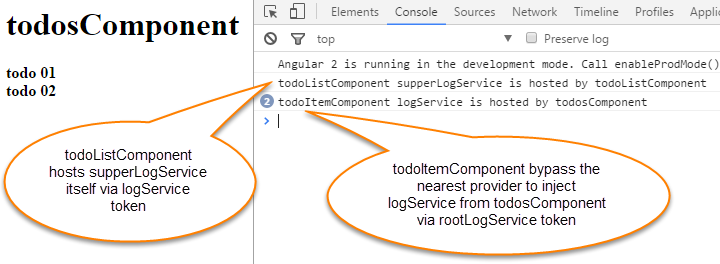 todosComponent
todo 01
todo 02
Elements Console Sources Network Timeline Profiles
top Preserve log
Angular 2 is running in the development mode. Call enableProdMode()
todoListComponent supperLogService is hosted by todoListComponent
2 todoItemComponent logService is hosted by todosComponent
>
todoListComponent
hosts supperLogService
itself via logService
token
todoItemComponent bypass the
nearest provider to inject
logService from todosComponent
via rootLogService token